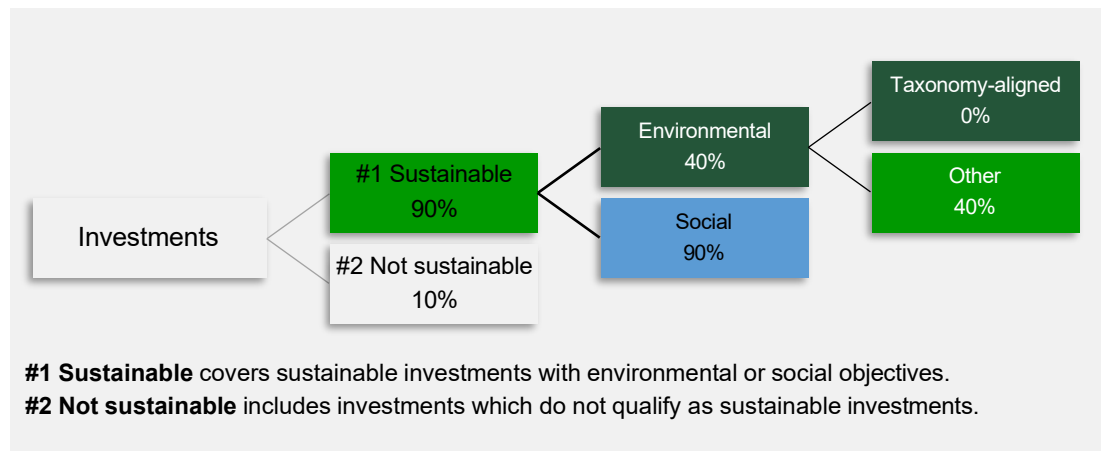 Investments
#1 Sustainable
90%
#2 Not sustainable
10%
Environmental
40%
Social
90%
Taxonomy-aligned
0%
Other
40%
#1 Sustainable covers sustainable investments with environmental or social objectives.
#2 Not sustainable includes investments which do not qualify as sustainable investments.